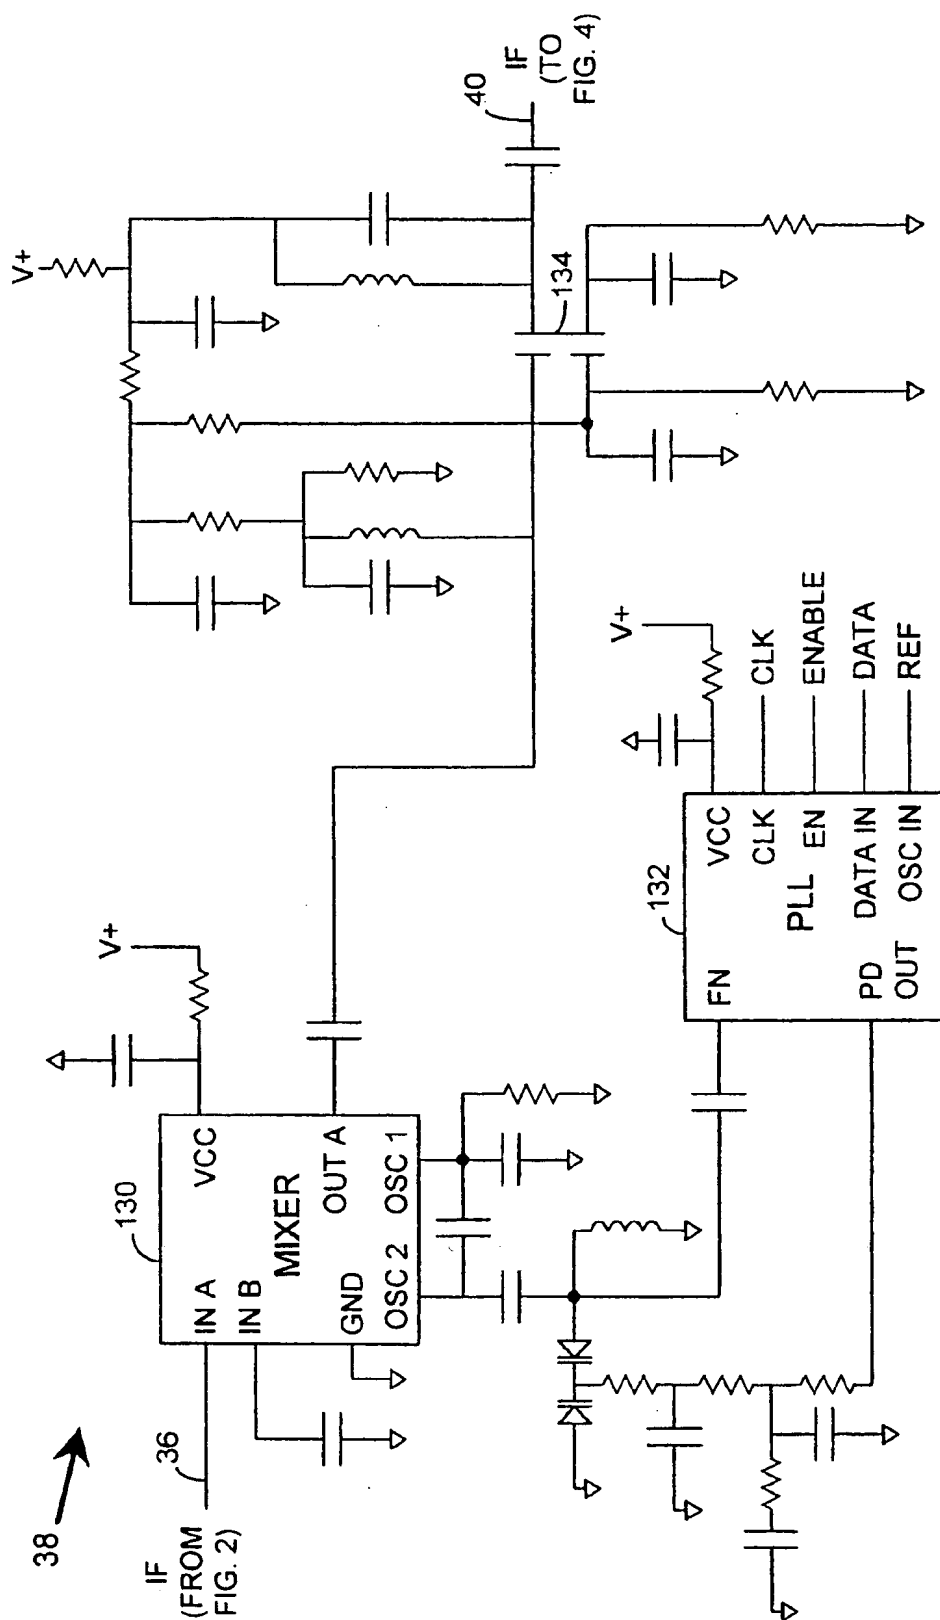 38
IF
(FROM
FIG. 2)
36
130
IN A
IN B
GND
MIXER
VCC
OUT A
OSC 2
OSC 1
V+
V+
134
40
IF
(TO
FIG. 4)
132
FN
PD
OUT
PLL
VCC
CLK
EN
DATA IN
OSC IN
V+
CLK
ENABLE
DATA
REF